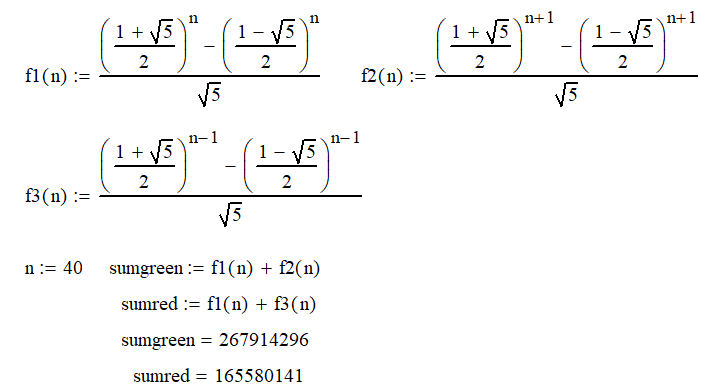 f1(n) := (((1 + √5)/2)^n − ((1 − √5)/2)^n)/√5 f2(n) := (((1 + √5)/2)^(n+1) − ((1 − √5)/2)^(n+1))/√5
f3(n) := (((1 + √5)/2)^(n−1) − ((1 − √5)/2)^(n−1))/√5
n := 40 sumgreen := f1(n) + f2(n)
sumred := f1(n) + f3(n)
sumgreen = 267914296
sumred = 165580141